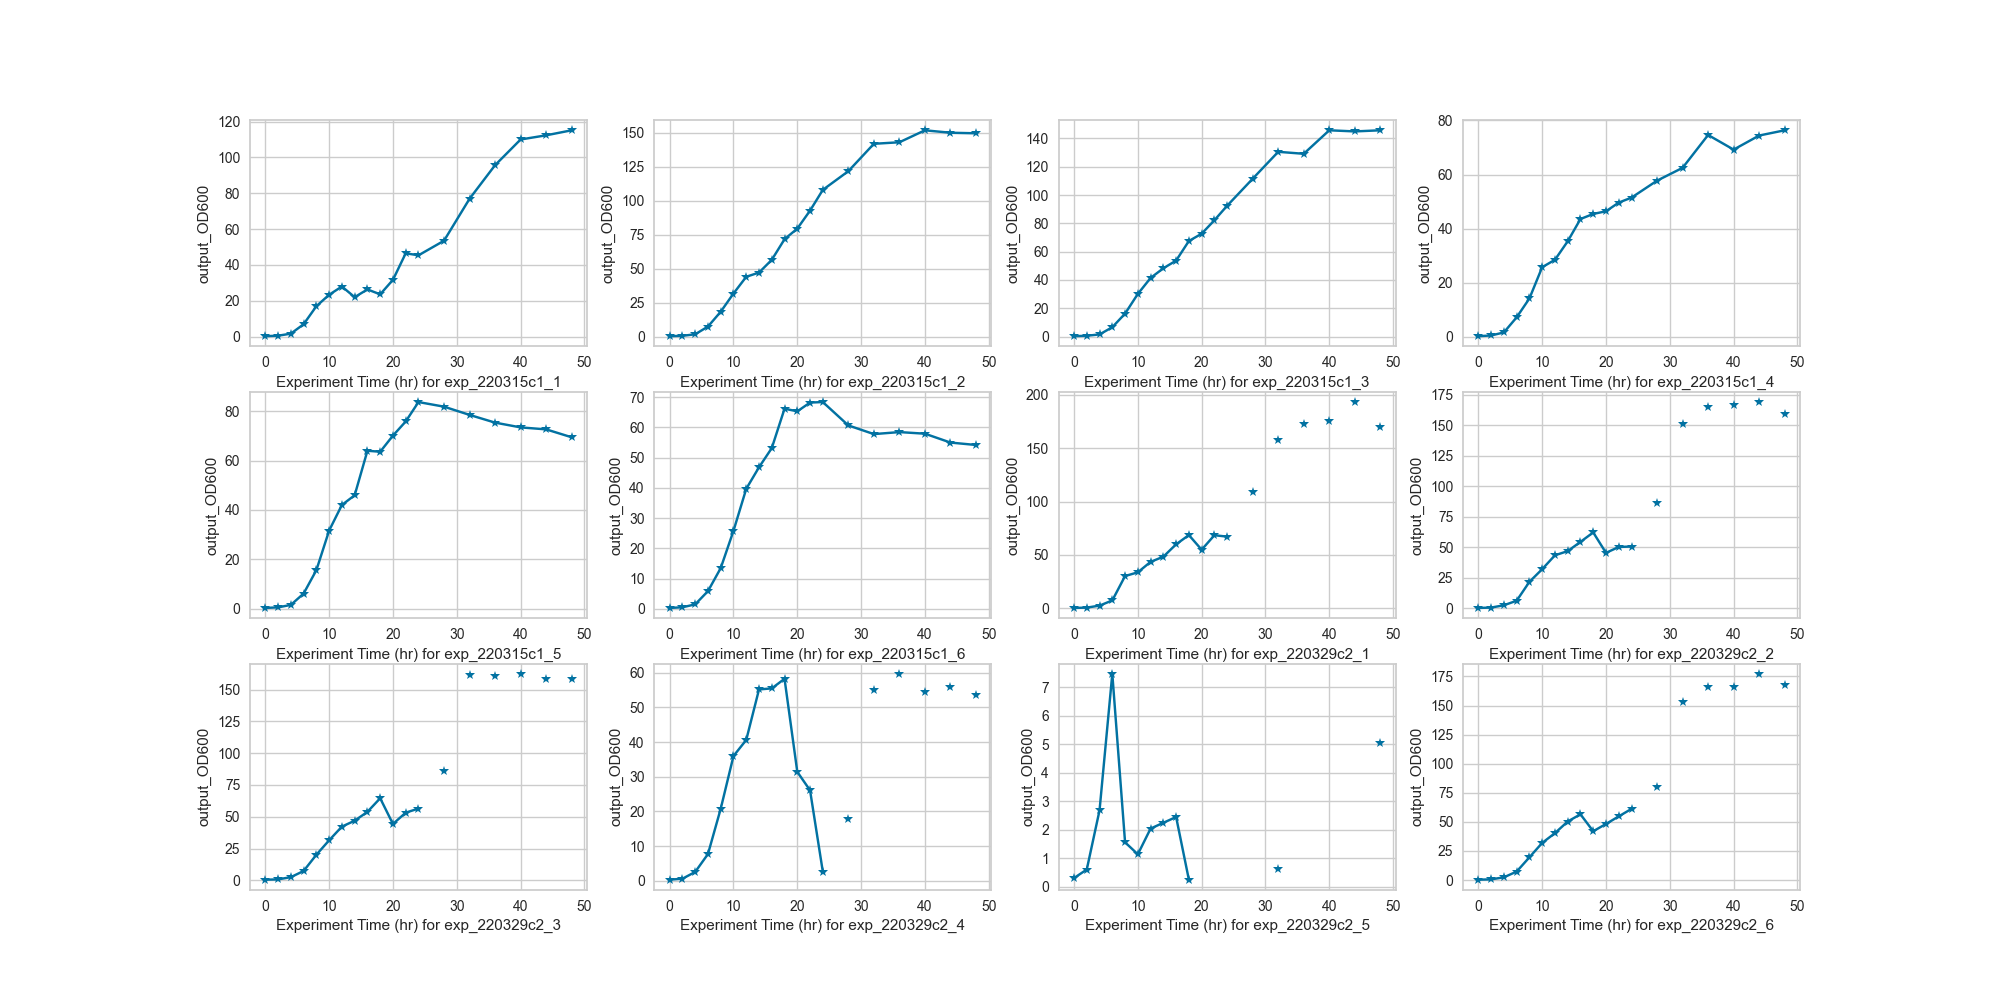 output_OD600
120
100
80
60
40
20
0
0 10 20 30 40 50
Experiment Time (hr) for exp_220315c1_1
output_OD600
150
125
100
75
50
25
0
0 10 20 30 40 50
Experiment Time (hr) for exp_220315c1_2
output_OD600
140
120
100
80
60
40
20
0
0 10 20 30 40 50
Experiment Time (hr) for exp_220315c1_3
output_OD600
80
60
40
20
0
0 10 20 30 40 50
Experiment Time (hr) for exp_220315c1_4
output_OD600
80
60
40
20
0
0 10 20 30 40 50
Experiment Time (hr) for exp_220315c1_5
output_OD600
70
60
50
40
30
20
10
0
0 10 20 30 40 50
Experiment Time (hr) for exp_220315c1_6
output_OD600
200
150
100
50
0
0 10 20 30 40 50
Experiment Time (hr) for exp_220329c2_1
output_OD600
175
150
125
100
75
50
25
0
0 10 20 30 40 50
Experiment Time (hr) for exp_220329c2_2
output_OD600
150
125
100
75
50
25
0
0 10 20 30 40 50
Experiment Time (hr) for exp_220329c2_3
output_OD600
60
50
40
30
20
10
0
0 10 20 30 40 50
Experiment Time (hr) for exp_220329c2_4
output_OD600
7
6
5
4
3
2
1
0
0 10 20 30 40 50
Experiment Time (hr) for exp_220329c2_5
output_OD600
175
150
125
100
75
50
25
0
0 10 20 30 40 50
Experiment Time (hr) for exp_220329c2_6